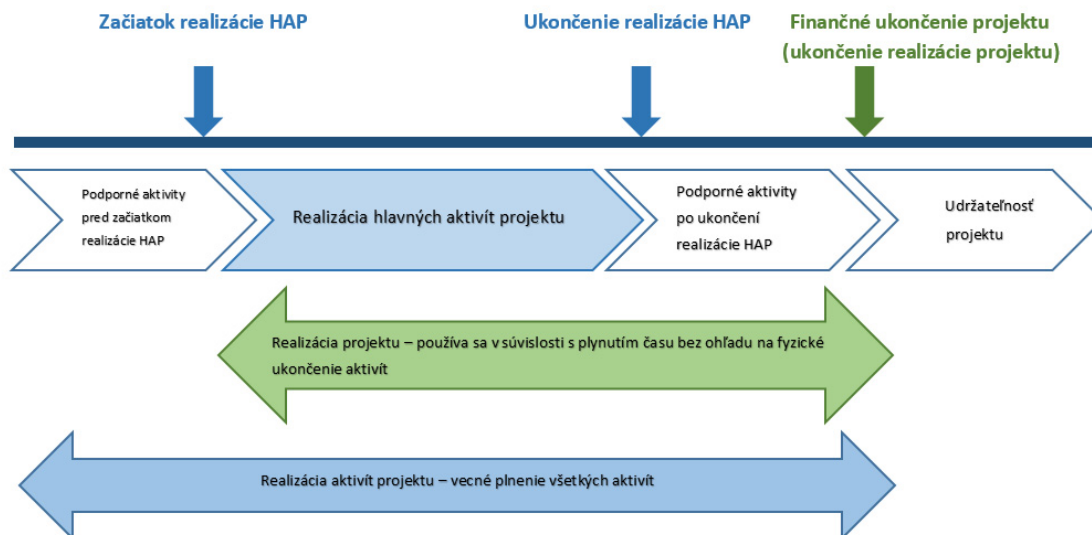 Začiatok realizácie HAP
Ukončenie realizácie HAP
Finančné ukončenie projektu
(ukončenie realizácie projektu)
Podporné aktivity
pred začiatkom
realizácie HAP
Realizácia hlavných aktivít projektu
Podporné aktivity
po ukončení
realizácie HAP
Udržateľnosť
projektu
Realizácia projektu – používa sa v súvislosti s plynutím času bez ohľadu na fyzické
ukončenie aktivít
Realizácia aktivít projektu – vecné plnenie všetkých aktivít